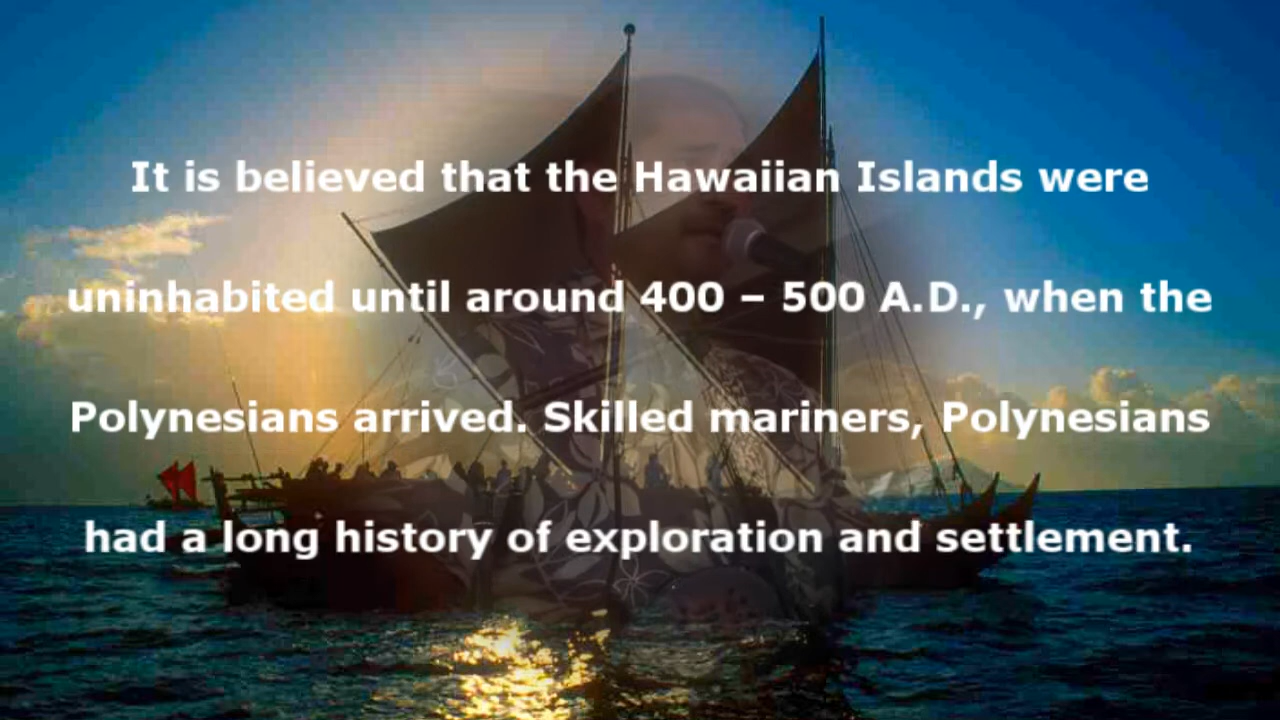 It is believed that the Hawaiian Islands were
uninhabited until around 400 – 500 A.D., when the
Polynesians arrived. Skilled mariners, Polynesians
had a long history of exploration and settlement.